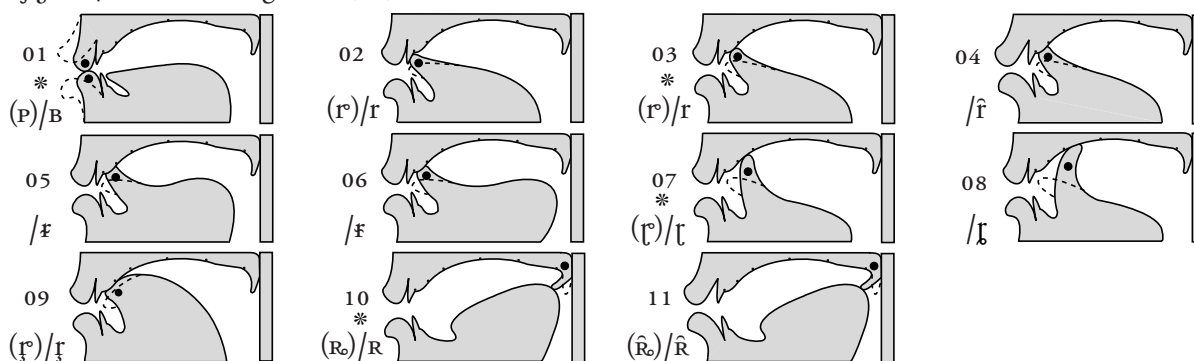 01
*
(ᴘ)/ʙ
02
(r̊)/r
03
*
(r̊)/r
04
/r̂
05
/ɍ
06
/ɍ
07
*
(ɽ̊)/ɽ
08
09
10
*
(ʀ̥)/ʀ
11
(ʀ̥̂)/ʀ̂